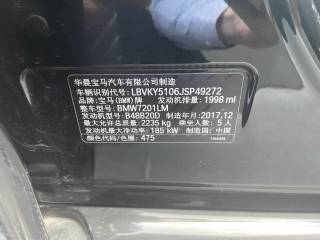 华晨宝马汽车有限公司制造
车辆识别代号: LBVKY5106JSP49272
品牌: 宝马(BMW)牌 发动机排量: 1998 ml
整车型号: BMW7201LM
发动机型号: B48B20D 制造年月: 2017.12
最大允许总质量: 2235 kg 乘坐人数: 5 人
发动机最大净功率: 185 kW 制造国: 中国
颜色代号/色签: 475